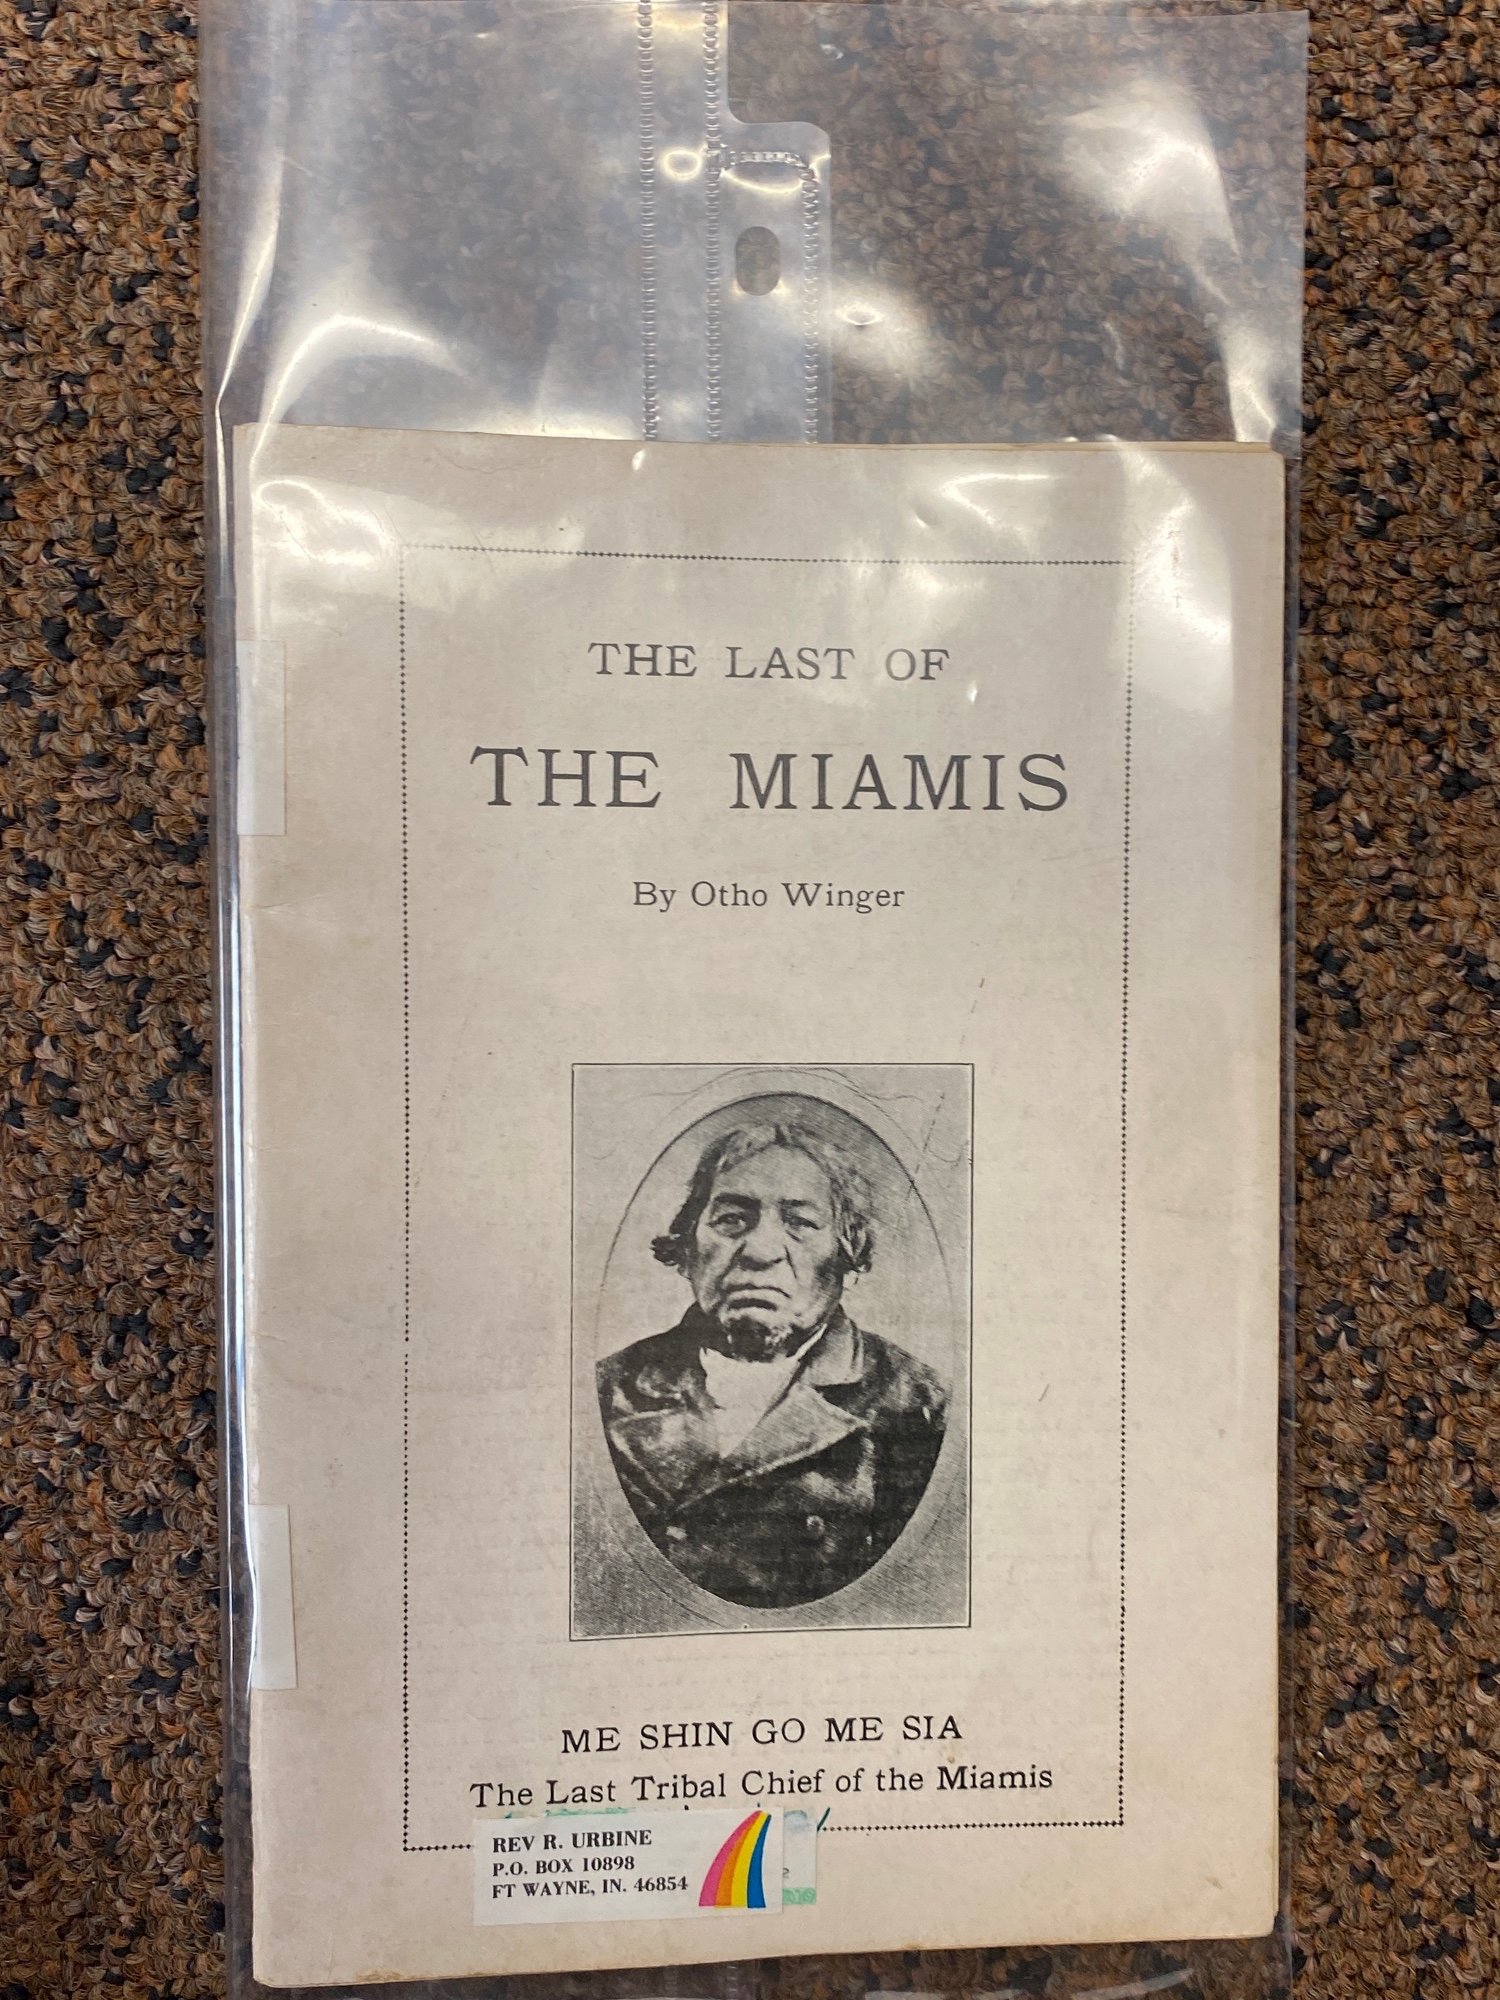 THE LAST OF
THE MIAMIS
By Otho Winger
ME SHIN GO ME SIA
The Last Tribal Chief of the Miamis
REV R. URBINE
P.O. BOX 10898
FT WAYNE, IN. 46854